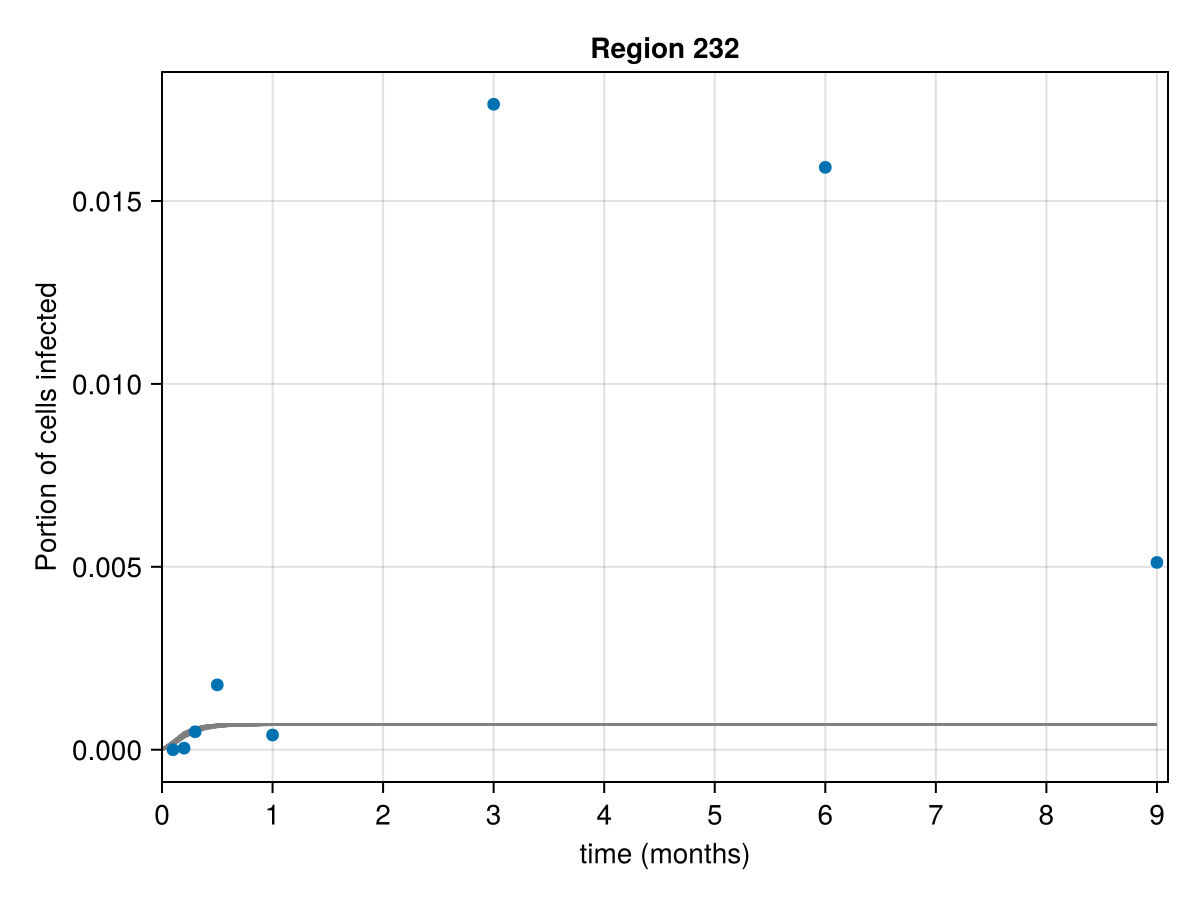 Region 232
0.015
0.010
0.005
0.000
Portion of cells infected
0 1 2 3 4 5 6 7 8 9
time (months)